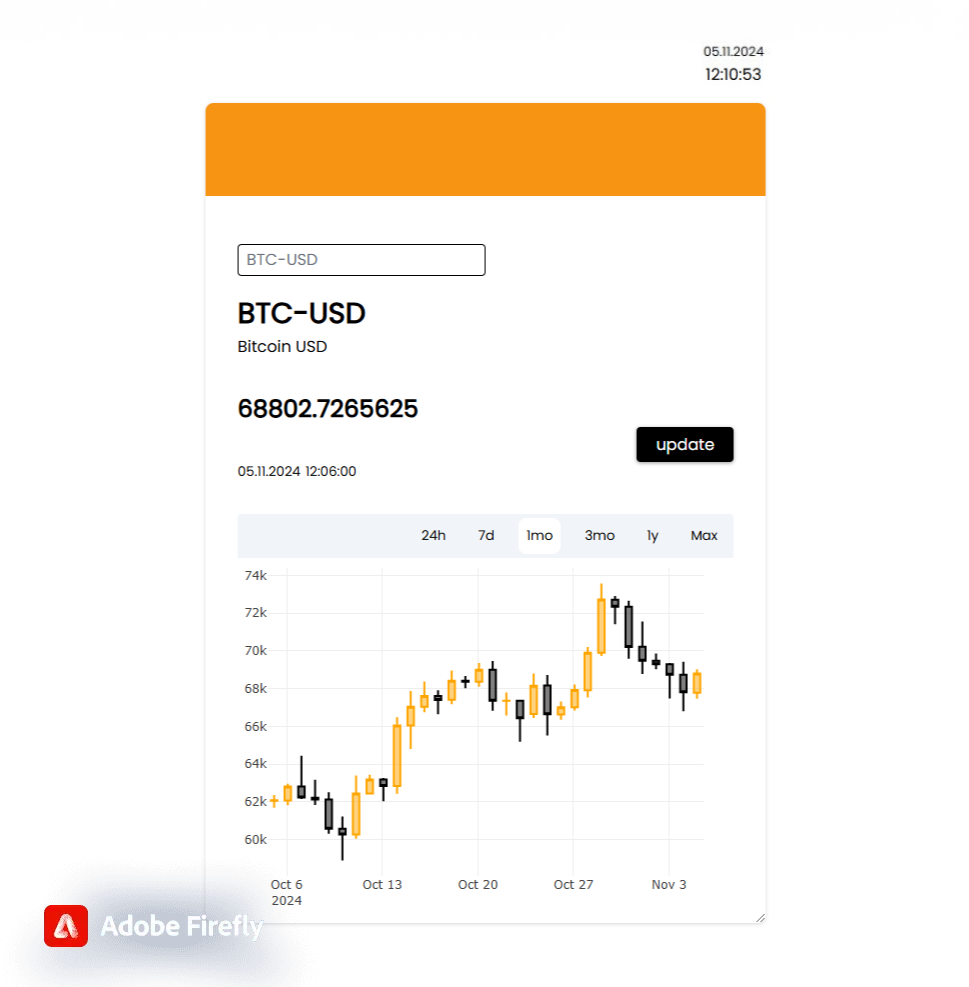 05.11.2024
12:10:53
BTC-USD
BTC-USD
Bitcoin USD
68802.7265625
update
05.11.2024 12:06:00
24h 7d 1mo 3mo 1y Max
74k
72k
70k
68k
66k
64k
62k
60k
Oct 6 Oct 13 Oct 20 Oct 27 Nov 3
2024
Adobe Firefly